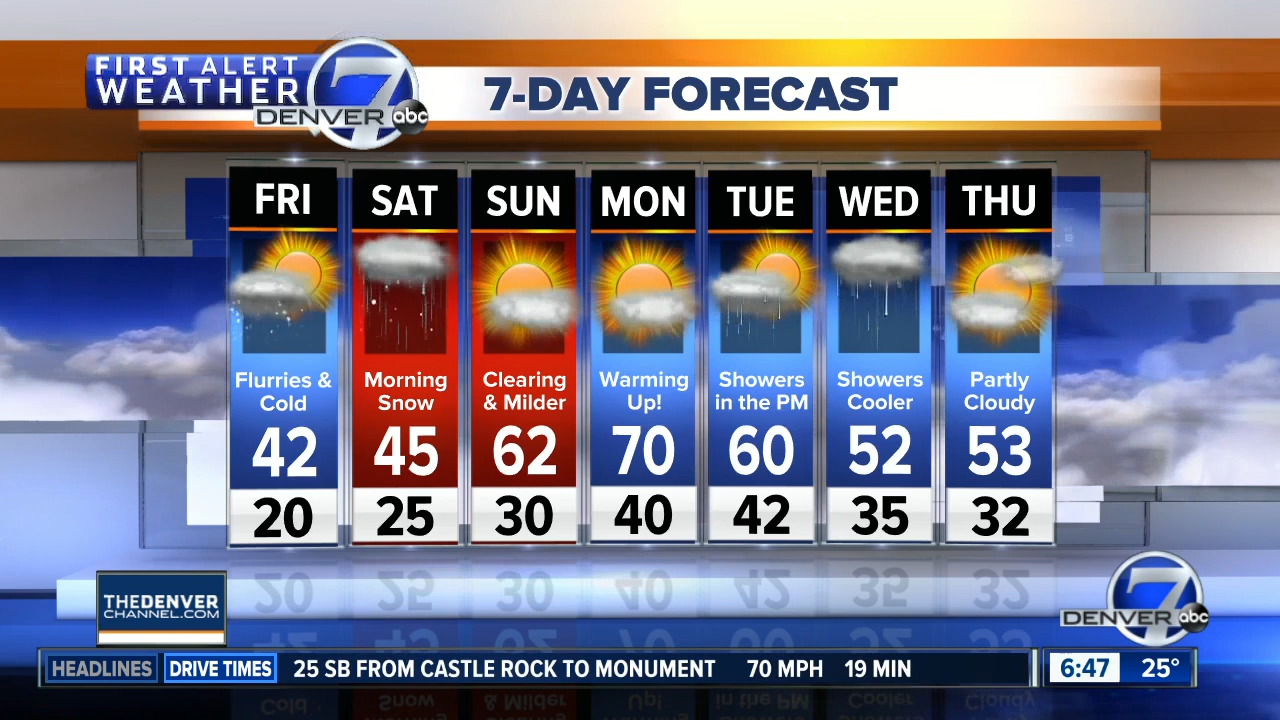 FIRST ALERT
WEATHER
7
DENVER abc
7-DAY FORECAST
FRI SAT SUN MON TUE WED THU
Flurries & Cold
Morning Snow
Clearing & Milder
Warming Up!
Showers in the PM
Showers Cooler
Partly Cloudy
42 45 62 70 60 52 53
20 25 30 40 42 35 32
THEDENVER
CHANNEL.COM
7
DENVER abc
HEADLINES DRIVE TIMES 25 SB FROM CASTLE ROCK TO MONUMENT 70 MPH 19 MIN 6:47 25°